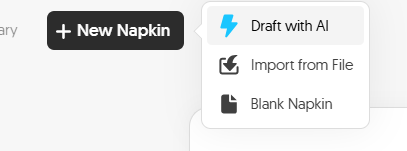 + New Napkin
Draft with AI
Import from File
Blank Napkin